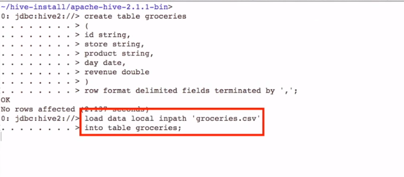 ~/hive-install/apache-hive-2.1.1-bin>
0: jdbc:hive2://> create table groceries
. . . . . . . . > (
. . . . . . . . > id string,
. . . . . . . . > store string,
. . . . . . . . > product string,
. . . . . . . . > day date,
. . . . . . . . > revenue double
. . . . . . . . > )
. . . . . . . . > row format delimited fields terminated by ',';
OK
No rows affected seconds)
0: jdbc:hive2://> load data local inpath 'groceries.csv'
. . . . . . . . > into table groceries;